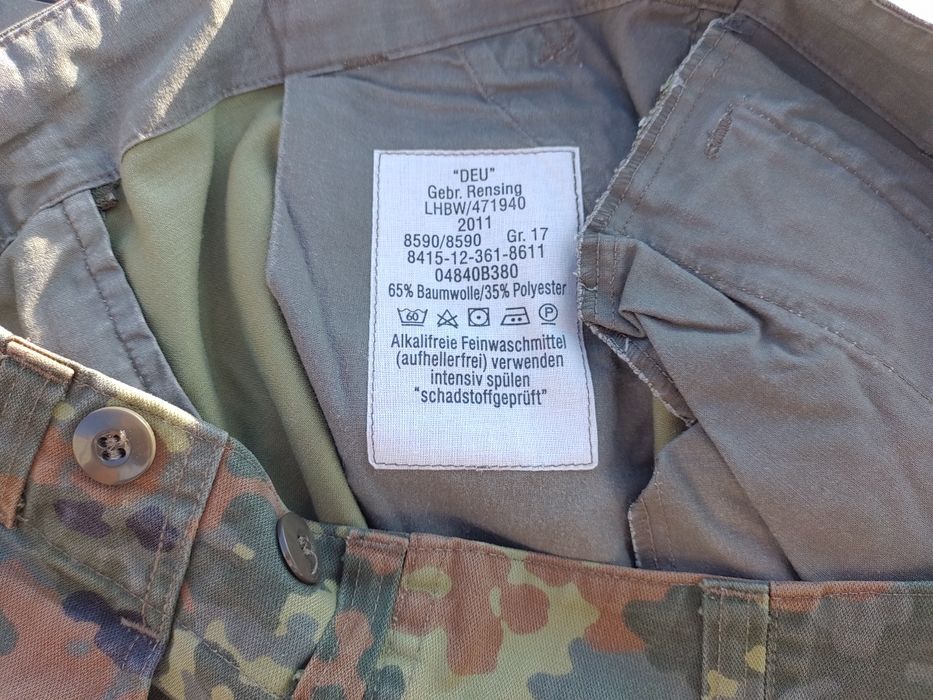 "DEU"
Gebr. Rensing
LHBW/471940
2011
8590/8590 Gr. 17
8415-12-361-8611
04840B380
65% Baumwolle/35% Polyester
60 P
Alkalifreie Feinwaschmittel
(aufhellerfrei) verwenden
intensiv spülen
"schadstoffgeprüft"